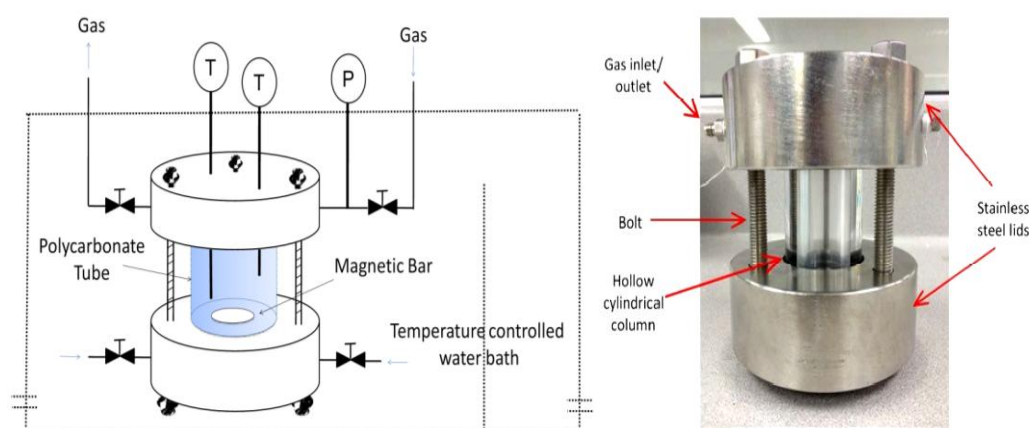 Gas
Gas
T
T
P
Polycarbonate
Tube
Magnetic Bar
Temperature controlled
water bath
Gas inlet/
outlet
Bolt
Hollow
cylindrical
column
Stainless
steel lids